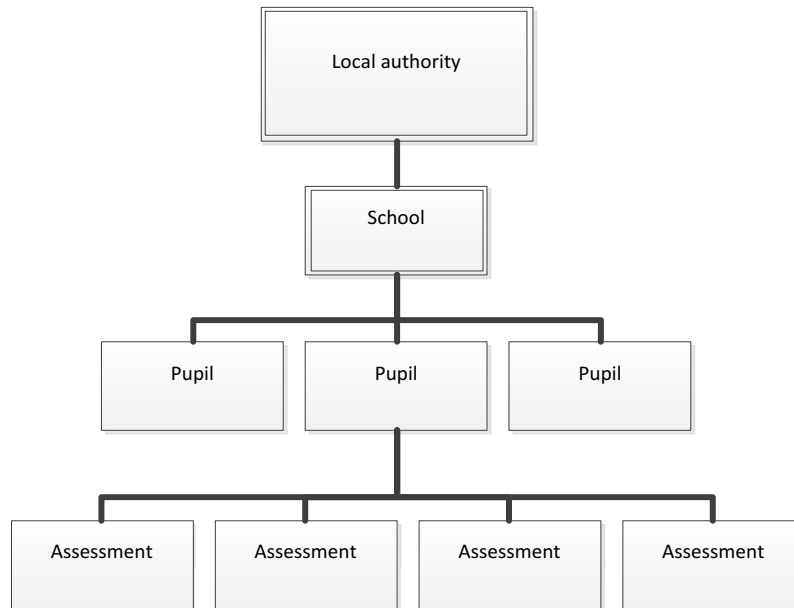 Local authority
School
Pupil
Pupil
Pupil
Assessment
Assessment
Assessment
Assessment